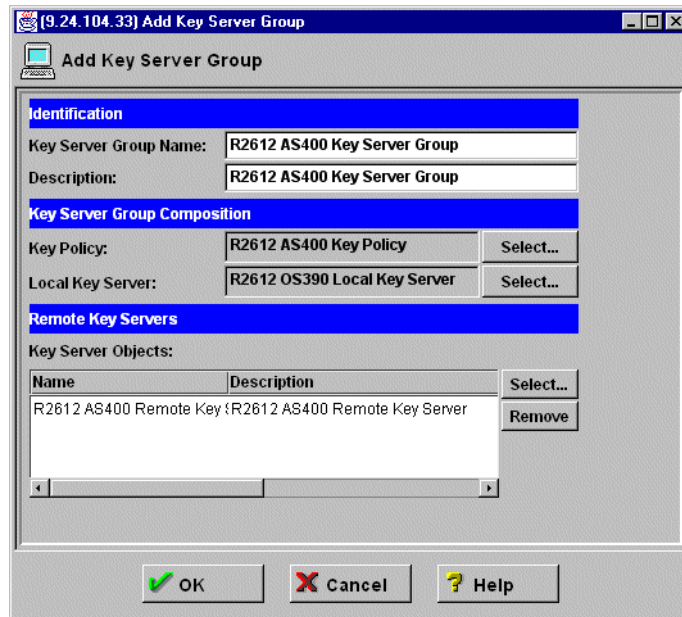 (9.24.104.33) Add Key Server Group
Add Key Server Group
Identification
Key Server Group Name: R2612 AS400 Key Server Group
Description: R2612 AS400 Key Server Group
Key Server Group Composition
Key Policy: R2612 AS400 Key Policy Select...
Local Key Server: R2612 OS390 Local Key Server Select...
Remote Key Servers
Key Server Objects:
Name Description Select...
R2612 AS400 Remote Key R2612 AS400 Remote Key Server Remove
OK Cancel Help